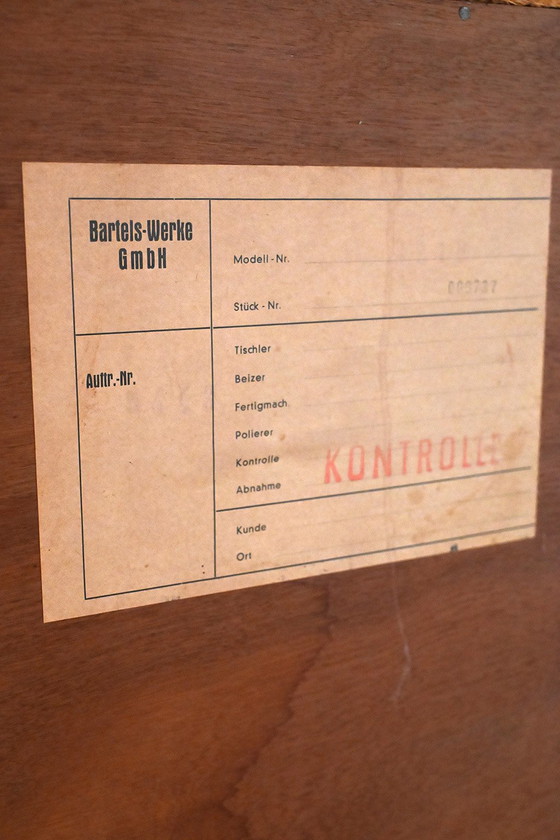 Bartels-Werke
GmbH
Auftr.-Nr.
Modell-Nr.
Stück-Nr.
Tischler
Beizer
Fertigmach.
Polierer
Kontrolle
KONTROLLE
Abnahme
Kunde
Ort